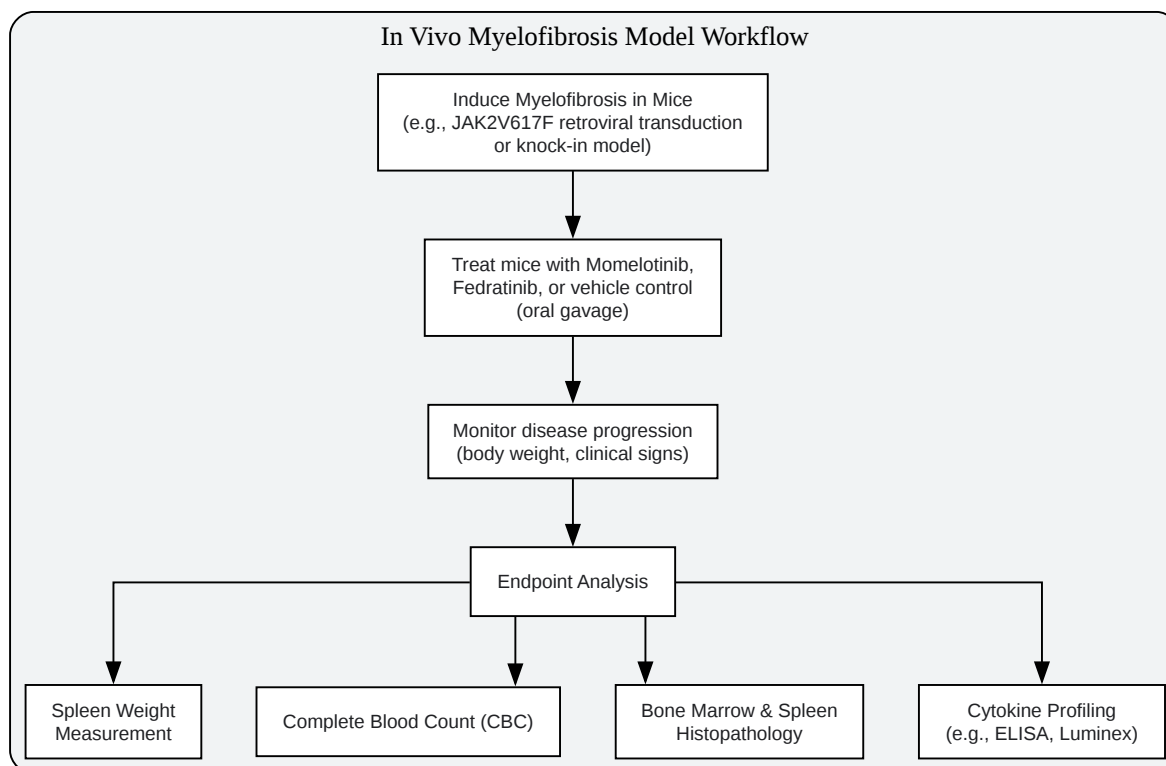 In Vivo Myelofibrosis Model Workflow
Induce Myelofibrosis in Mice
(e.g., JAK2V617F retroviral transduction
or knock-in model)
Treat mice with Momelotinib,
Fedratinib, or vehicle control
(oral gavage)
Monitor disease progression
(body weight, clinical signs)
Endpoint Analysis
Spleen Weight
Measurement
Complete Blood Count (CBC)
Bone Marrow & Spleen
Histopathology
Cytokine Profiling
(e.g., ELISA, Luminex)